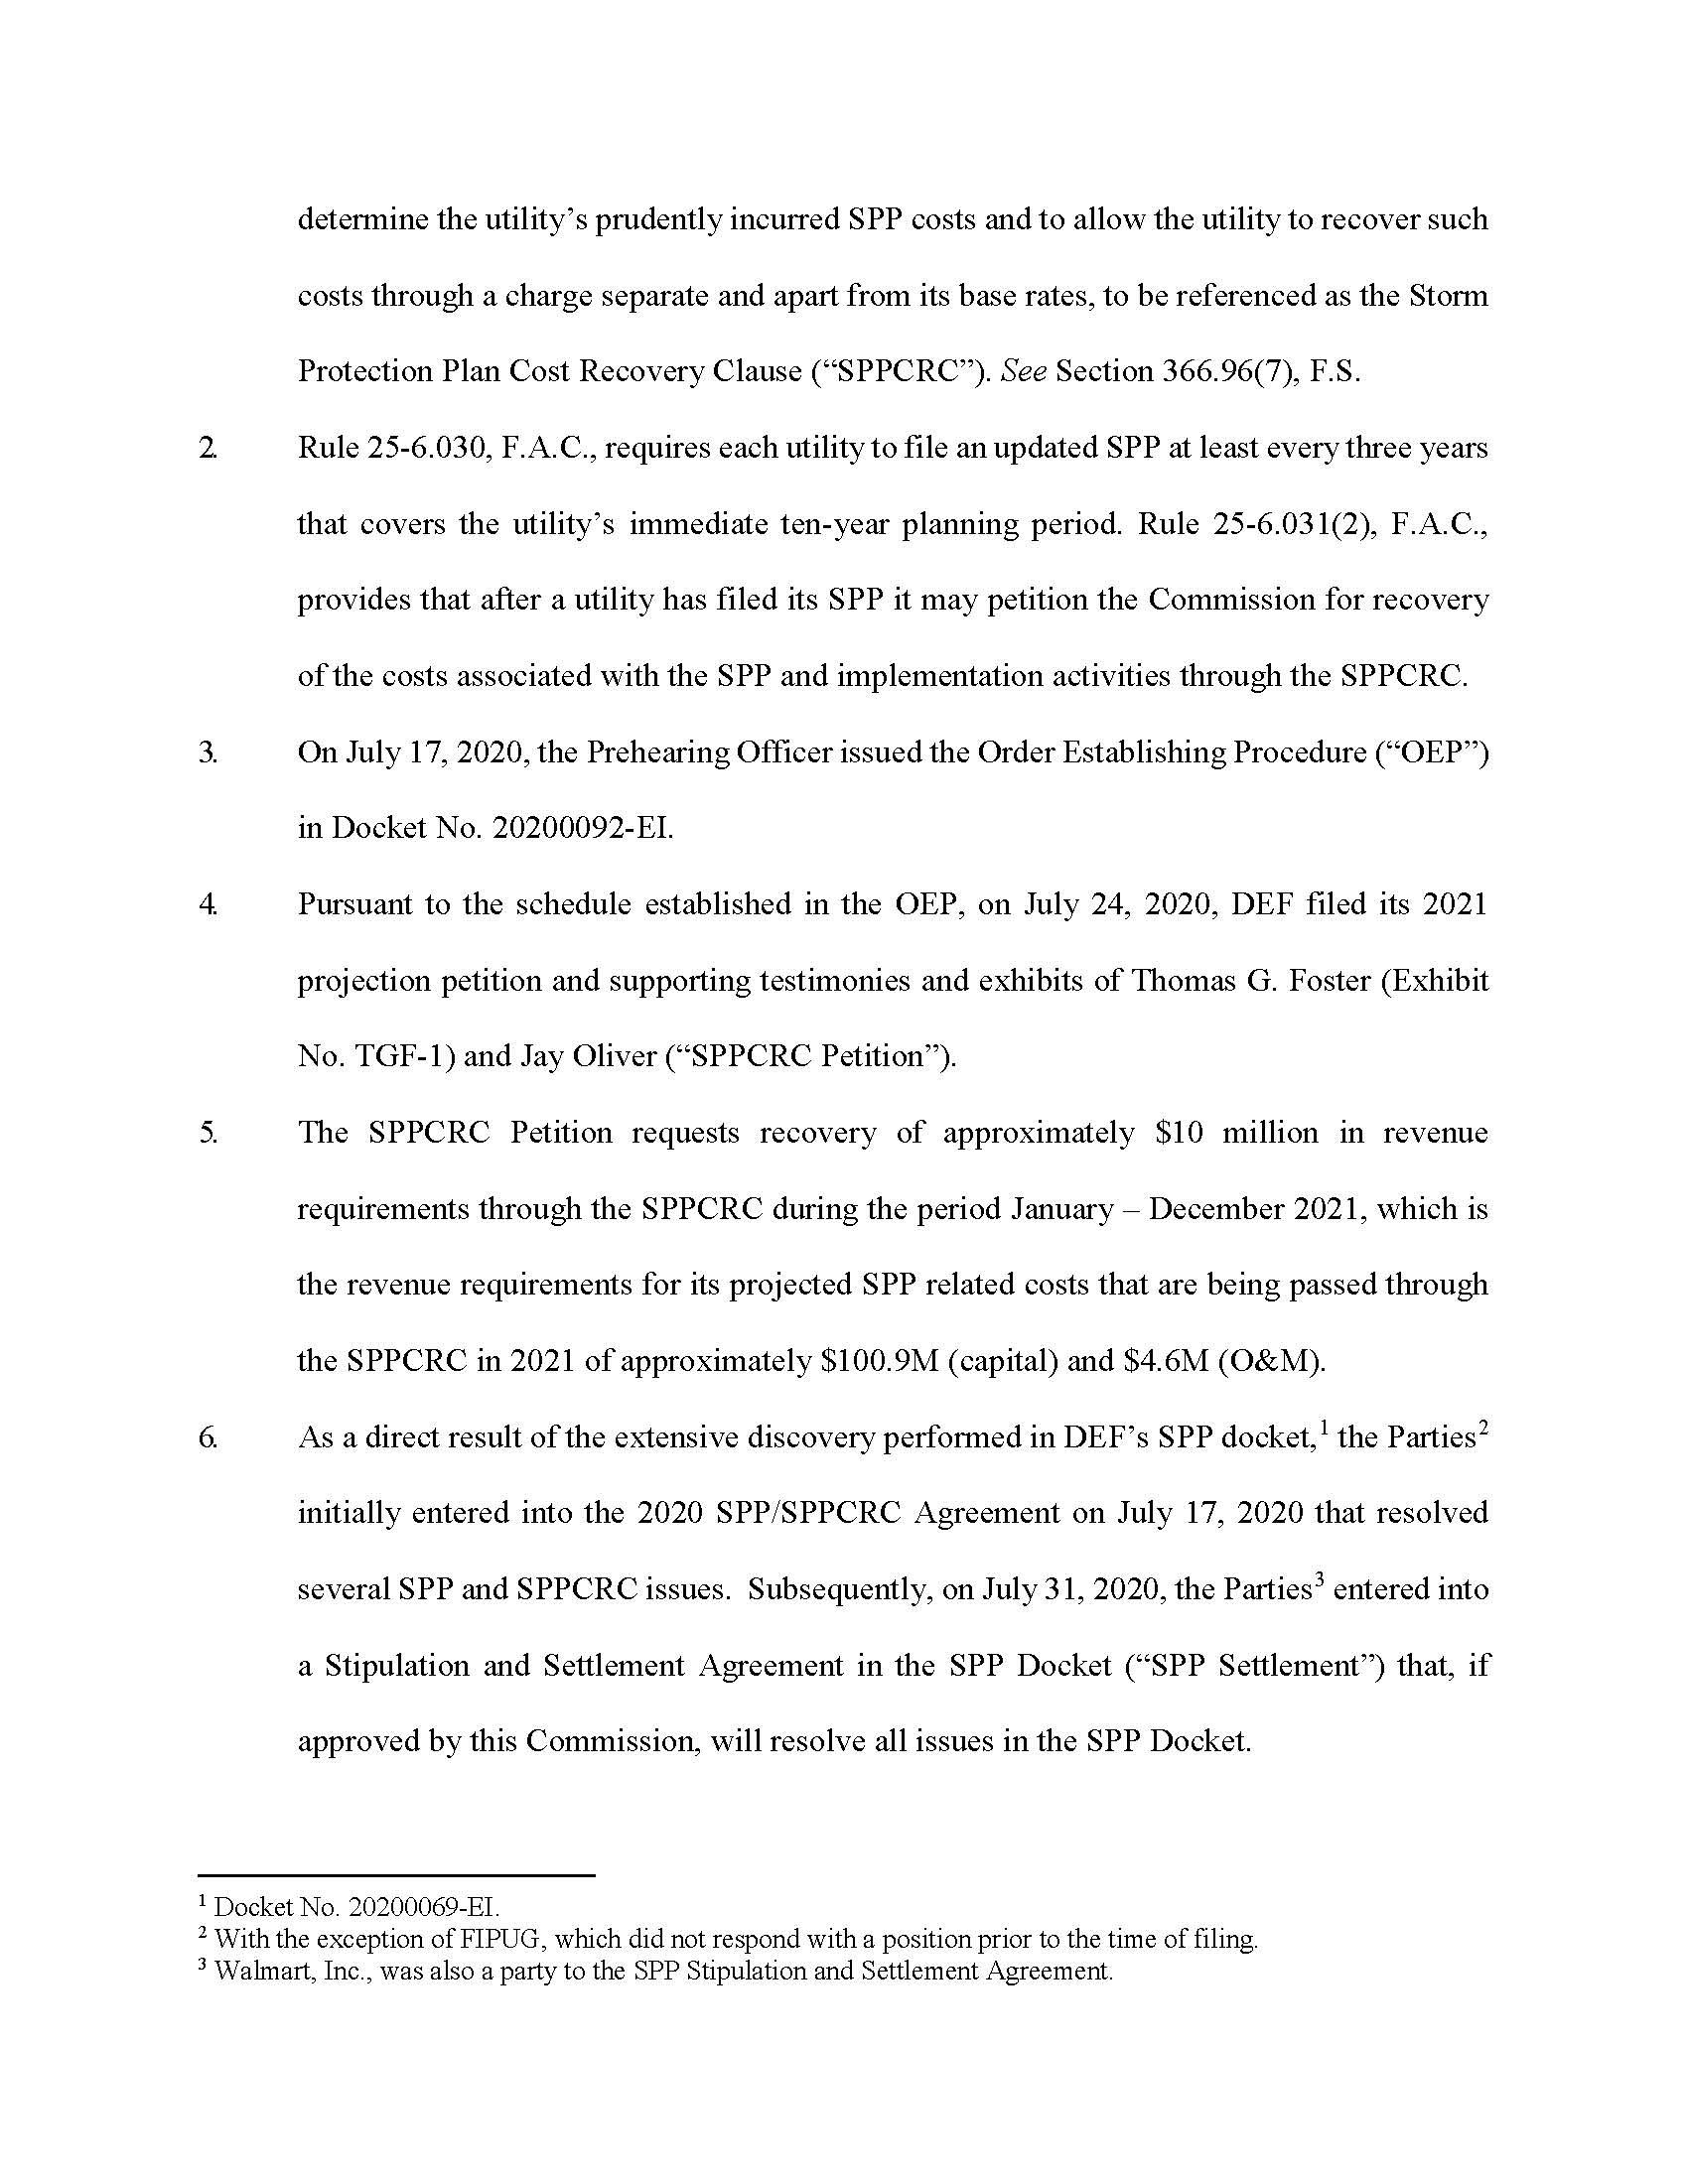 determine the utility’s prudently incurred SPP costs and to allow the utility to recover such
costs through a charge separate and apart from its base rates, to be referenced as the Storm
Protection Plan Cost Recovery Clause (“SPPCRC”). See Section 366.96(7), F.S.
2. Rule 25-6.030, F.A.C., requires each utility to file an updated SPP at least every three years
that covers the utility’s immediate ten-year planning period. Rule 25-6.031(2), F.A.C.,
provides that after a utility has filed its SPP it may petition the Commission for recovery
of the costs associated with the SPP and implementation activities through the SPPCRC.
3. On July 17, 2020, the Prehearing Officer issued the Order Establishing Procedure (“OEP”)
in Docket No. 20200092-EI.
4. Pursuant to the schedule established in the OEP, on July 24, 2020, DEF filed its 2021
projection petition and supporting testimonies and exhibits of Thomas G. Foster (Exhibit
No. TGF-1) and Jay Oliver (“SPPCRC Petition”).
5. The SPPCRC Petition requests recovery of approximately $10 million in revenue
requirements through the SPPCRC during the period January – December 2021, which is
the revenue requirements for its projected SPP related costs that are being passed through
the SPPCRC in 2021 of approximately $100.9M (capital) and $4.6M (O&M).
6. As a direct result of the extensive discovery performed in DEF’s SPP docket,1 the Parties2
initially entered into the 2020 SPP/SPPCRC Agreement on July 17, 2020 that resolved
several SPP and SPPCRC issues.  Subsequently, on July 31, 2020, the Parties3 entered into
a Stipulation and Settlement Agreement in the SPP Docket (“SPP Settlement”) that, if
approved by this Commission, will resolve all issues in the SPP Docket.
1 Docket No. 20200069-EI.
2 With the exception of FIPUG, which did not respond with a position prior to the time of filing.
3 Walmart, Inc., was also a party to the SPP Stipulation and Settlement Agreement.